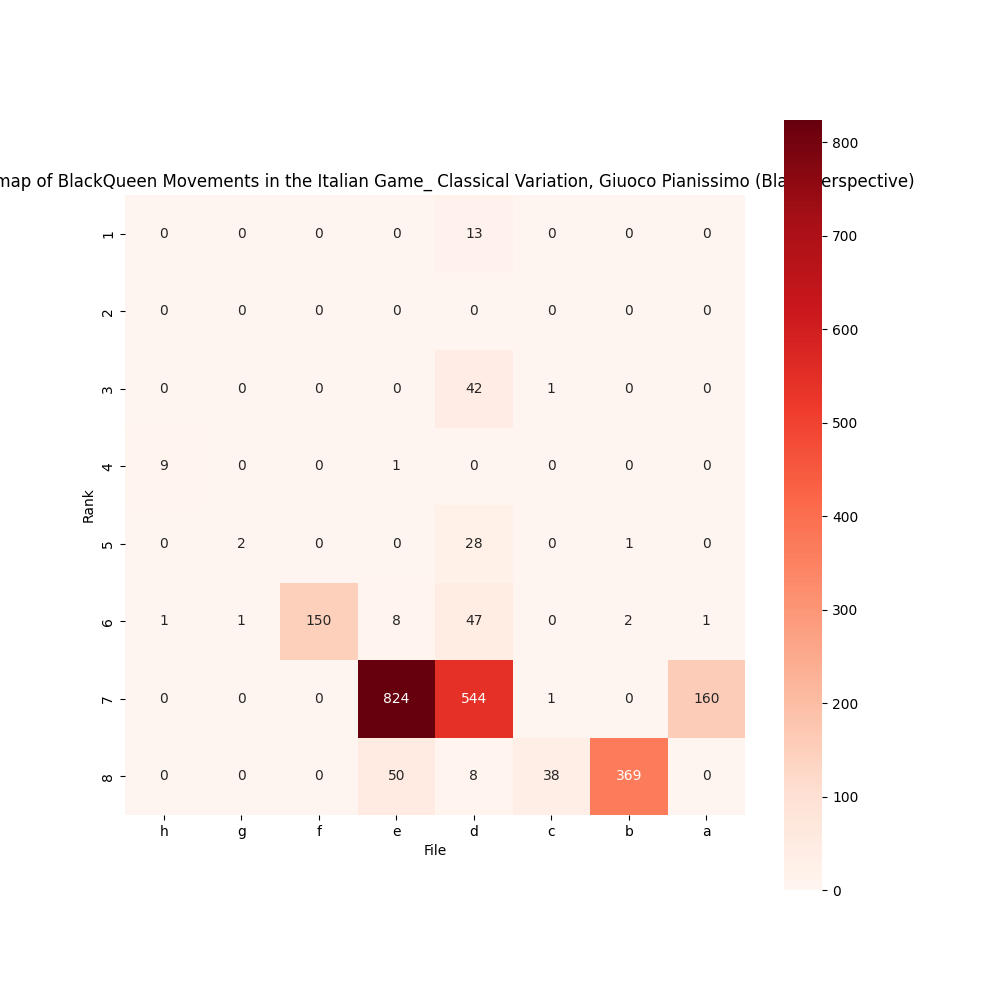 map of BlackQueen Movements in the Italian Game_ Classical Variation, Giuoco Pianissimo (Bla erspective)
800
700
600
500
400
300
200
100
0
Rank
1 0 0 0 0 13 0 0 0
2 0 0 0 0 0 0 0 0
3 0 0 0 0 42 1 0 0
4 9 0 0 1 0 0 0 0
5 0 2 0 0 28 0 1 0
6 1 1 150 8 47 0 2 1
7 0 0 0 824 544 1 0 160
8 0 0 0 50 8 38 369 0
h g f e d c b a
File